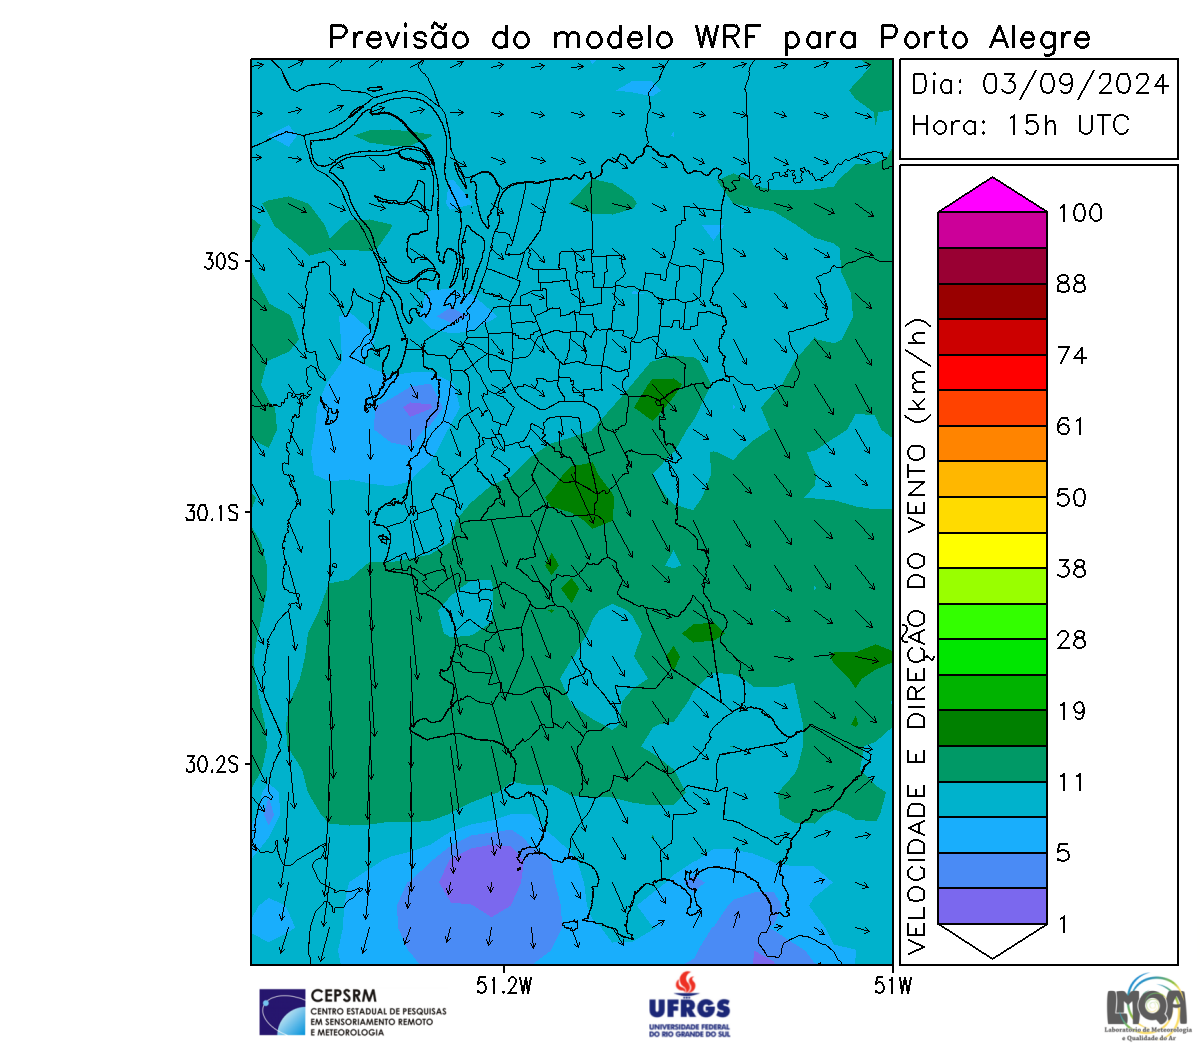 Previsão do modelo WRF para Porto Alegre
Dia: 03/09/2024
Hora: 15h UTC
30S
30.1S
30.2S
51.2W
51W
VELOCIDADE E DIREÇÃO DO VENTO (km/h)
100
88
74
61
50
38
28
19
11
5
1
CEPSRM
CENTRO ESTADUAL DE PESQUISAS
EM SENSORIAMENTO REMOTO
E METEOROLOGIA
UFRGS
UNIVERSIDADE FEDERAL
DO RIO GRANDE DO SUL
LMQA
Laboratório de Meteorologia
e Qualidade do Ar